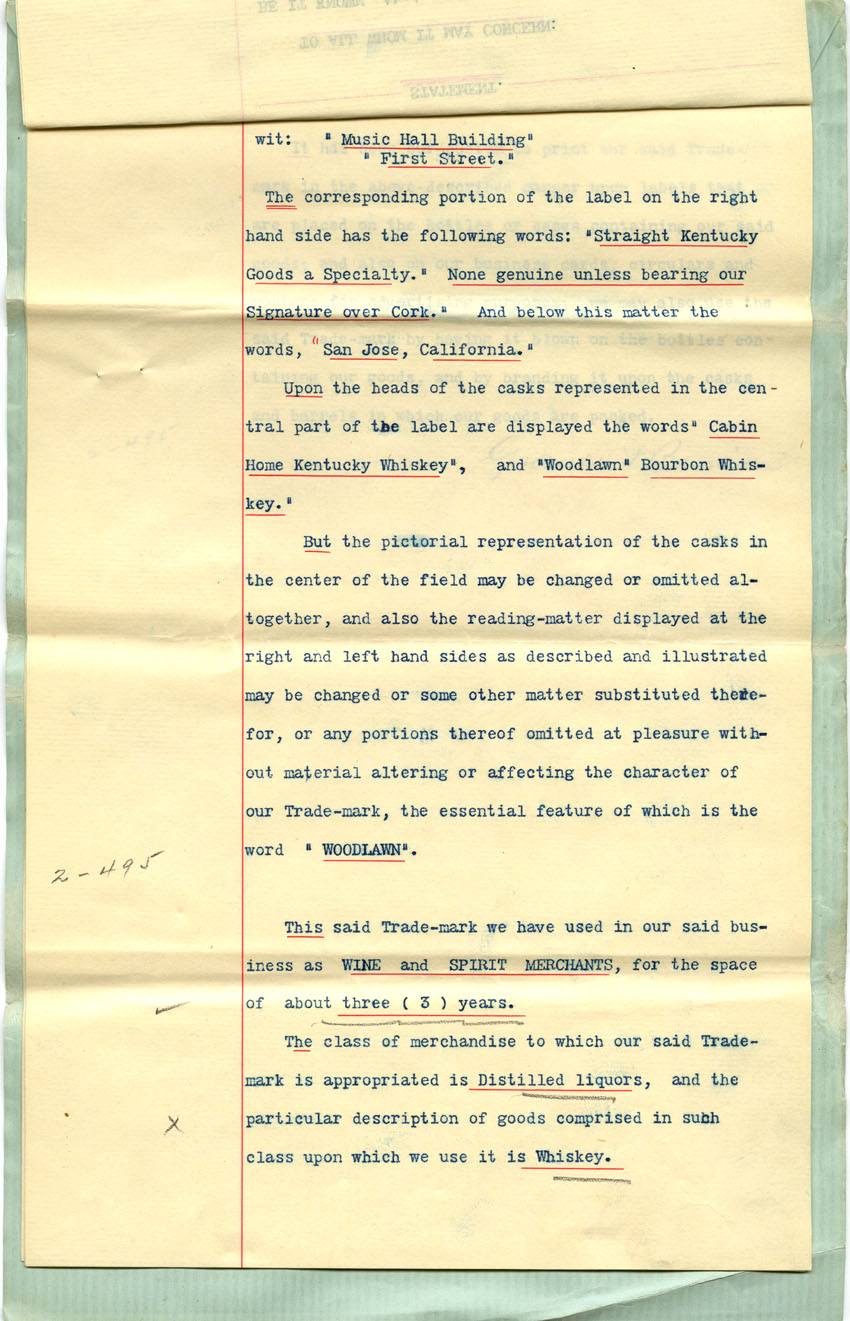 TO ALL WHOM IT MAY CONCERN:
STATEMENT.
wit: " Music Hall Building"
" First Street."
The corresponding portion of the label on the right
hand side has the following words: "Straight Kentucky
Goods a Specialty." None genuine unless bearing our
Signature over Cork." And below this matter the
words, "San Jose, California."
Upon the heads of the casks represented in the cen-
tral part of the label are displayed the words" Cabin
Home Kentucky Whiskey", and "Woodlawn" Bourbon Whis-
key."
But the pictorial representation of the casks in
the center of the field may be changed or omitted al-
together, and also the reading-matter displayed at the
right and left hand sides as described and illustrated
may be changed or some other matter substituted there-
for, or any portions thereof omitted at pleasure with-
out material altering or affecting the character of
our Trade-mark, the essential feature of which is the
word " WOODLAWN".
2-495
This said Trade-mark we have used in our said bus-
iness as WINE and SPIRIT MERCHANTS, for the space
of about three ( 3 ) years.
The class of merchandise to which our said Trade-
mark is appropriated is Distilled liquors, and the
particular description of goods comprised in such
class upon which we use it is Whiskey.